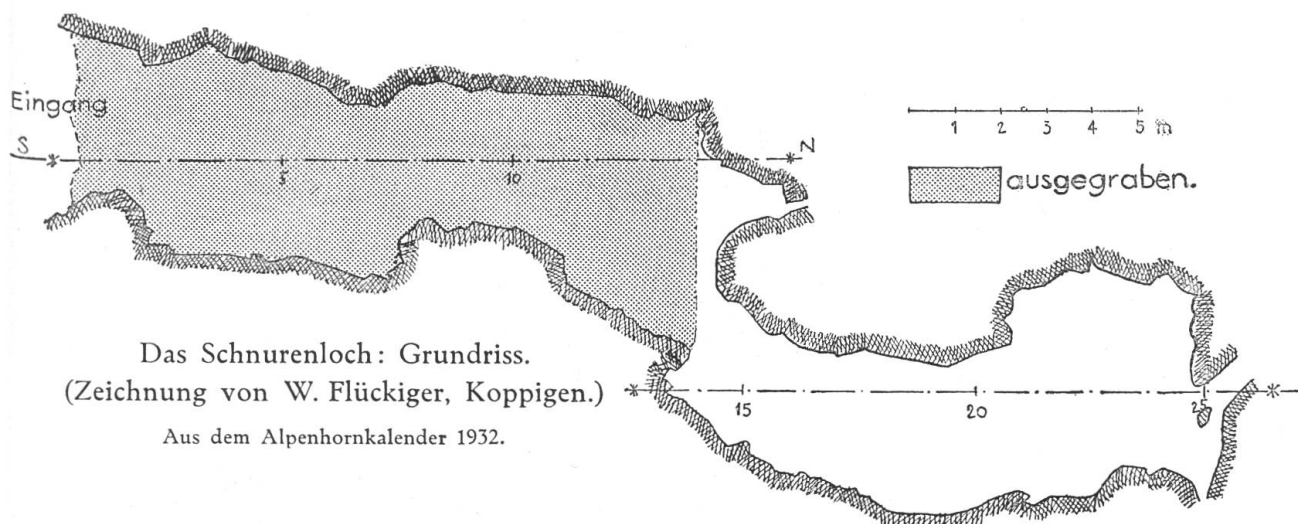 Eingang
S
N
5
10
1 2 3 4 5 m
ausgegraben.
Das Schnurenloch: Grundriss.
(Zeichnung von W. Flückiger, Koppigen.)
Aus dem Alpenhornkalender 1932.
15
20
25